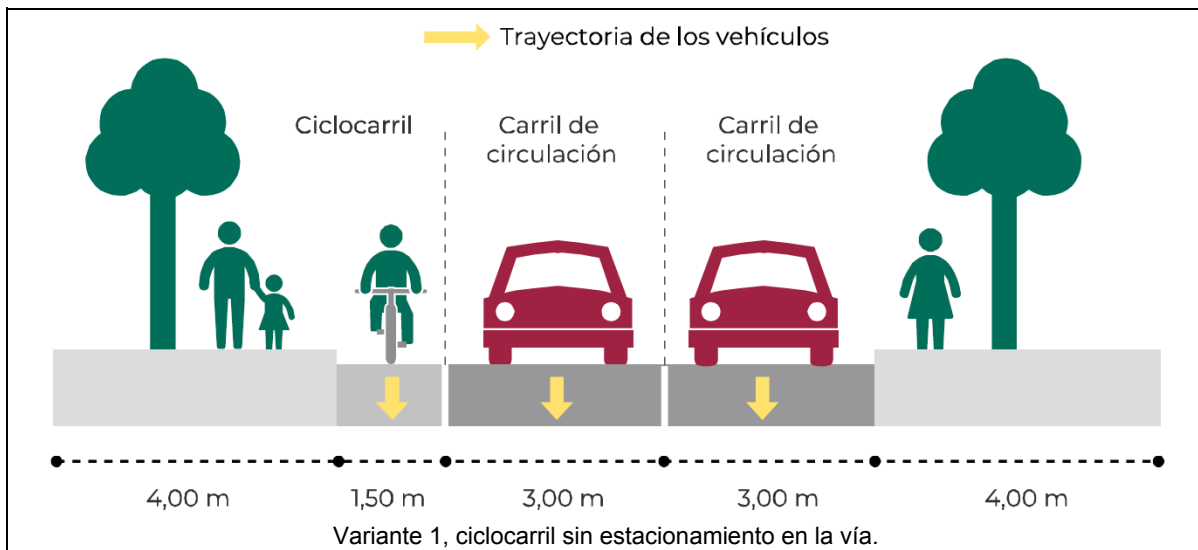 Trayectoria de los vehículos
Ciclocarril
Carril de
circulación
Carril de
circulación
4,00 m
1,50 m
3,00 m
3,00 m
4,00 m
Variante 1, ciclocarril sin estacionamiento en la vía.